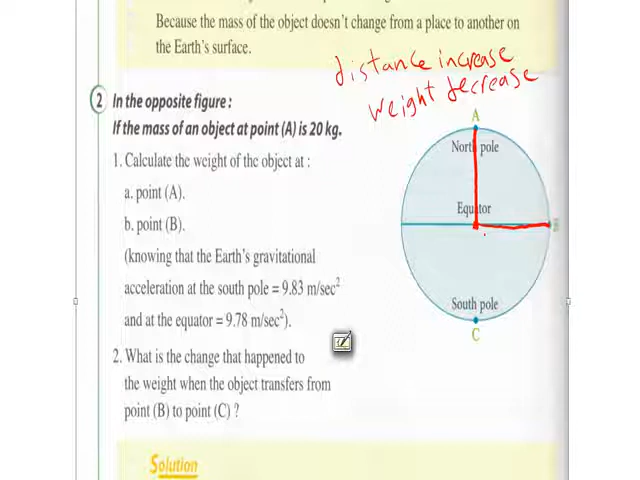 Because the mass of the object doesn't change from a place to another on
the Earth's surface.
distance increase
weight decrease
2 In the opposite figure :
If the mass of an object at point (A) is 20 kg.
1. Calculate the weight of the object at :
a. point (A).
b. point (B).
(knowing that the Earth's gravitational
acceleration at the south pole = 9.83 m/sec²
and at the equator = 9.78 m/sec²).
2. What is the change that happened to
the weight when the object transfers from
point (B) to point (C) ?
A
North pole
Equator
South pole
C
Solution